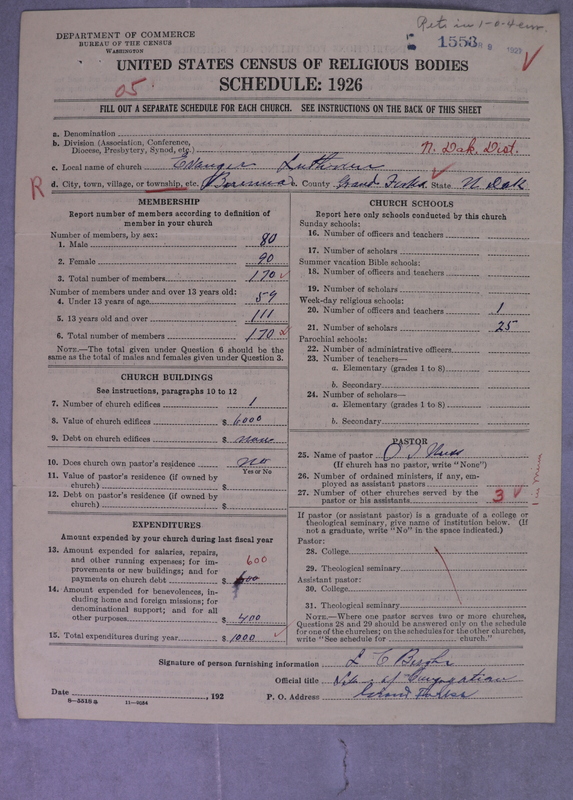 DEPARTMENT OF COMMERCE
BUREAU OF THE CENSUS
WASHINGTON
1553
UNITED STATES CENSUS OF RELIGIOUS BODIES
SCHEDULE: 1926
05
FILL OUT A SEPARATE SCHEDULE FOR EACH CHURCH. SEE INSTRUCTIONS ON THE BACK OF THIS SHEET
a. Denomination
b. Division (Association, Conference, Diocese, Presbytery, Synod, etc.) N. Dak. Dist.
c. Local name of church Lutheran
R d. City, town, village, or township, etc. County Grand Forks State N. Dak
MEMBERSHIP
Report number of members according to definition of member in your church
Number of members, by sex:
1. Male 80
2. Female 90
3. Total number of members 170
Number of members under and over 13 years old:
4. Under 13 years of age 59
5. 13 years old and over 111
6. Total number of members 170
NOTE.—The total given under Question 6 should be the same as the total of males and females given under Question 3.
CHURCH BUILDINGS
See instructions, paragraphs 10 to 12
7. Number of church edifices 1
8. Value of church edifices $ 6000
9. Debt on church edifices $ none
10. Does church own pastor's residence no
Yes or No
11. Value of pastor's residence (if owned by church) $
12. Debt on pastor's residence (if owned by church) $
EXPENDITURES
Amount expended by your church during last fiscal year
13. Amount expended for salaries, repairs, and other running expenses; for improvements or new buildings; and for payments on church debt $ 600
600
14. Amount expended for benevolences, including home and foreign missions; for denominational support; and for all other purposes $ 400
15. Total expenditures during year $ 1000
CHURCH SCHOOLS
Report here only schools conducted by this church
Sunday schools:
16. Number of officers and teachers
17. Number of scholars
Summer vacation Bible schools:
18. Number of officers and teachers
19. Number of scholars
Week-day religious schools:
20. Number of officers and teachers 1
21. Number of scholars 25
Parochial schools:
22. Number of administrative officers
23. Number of teachers—
a. Elementary (grades 1 to 8)
b. Secondary
24. Number of scholars—
a. Elementary (grades 1 to 8)
b. Secondary
PASTOR
25. Name of pastor
(If church has no pastor, write "None")
26. Number of ordained ministers, if any, employed as assistant pastors
27. Number of other churches served by the pastor or his assistants 3
If pastor (or assistant pastor) is a graduate of a college or theological seminary, give name of institution below. (If not a graduate, write "No" in the space indicated.)
Pastor:
28. College
29. Theological seminary
Assistant pastor:
30. College
31. Theological seminary
NOTE.—Where one pastor serves two or more churches, Questions 28 and 29 should be answered only on the schedule for one of the churches; on the schedules for the other churches, write "See schedule for church."
Signature of person furnishing information
Official title
Date , 192 P. O. Address
8-5518 a 11-9684